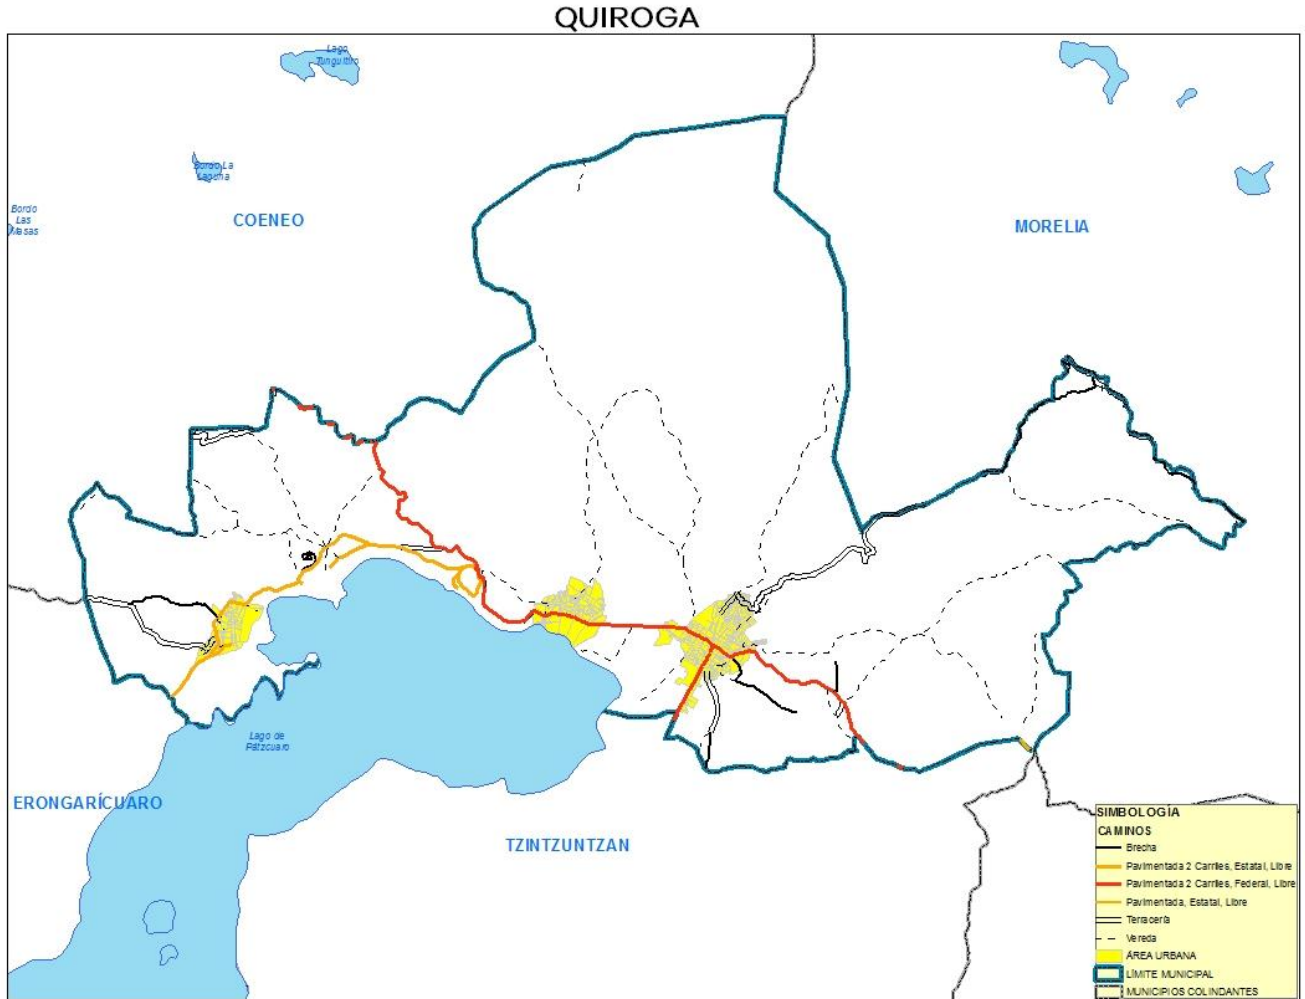 QUIROGA
Lago
Tunguitiro
Bordo La
Laguna
Bordo
Las
Masas
COENEO
MORELIA
Lago de
Pátzcuaro
ERONGARÍCUARO
TZINTZUNTZAN
SIMBOLOGÍA
CAMINOS
Brecha
Pavimentada 2 Carriles, Estatal, Libre
Pavimentada 2 Carriles, Federal, Libre
Pavimentada, Estatal, Libre
Terracería
Vereda
ÁREA URBANA
LÍMITE MUNICIPAL
MUNICIPIOS COLINDANTES